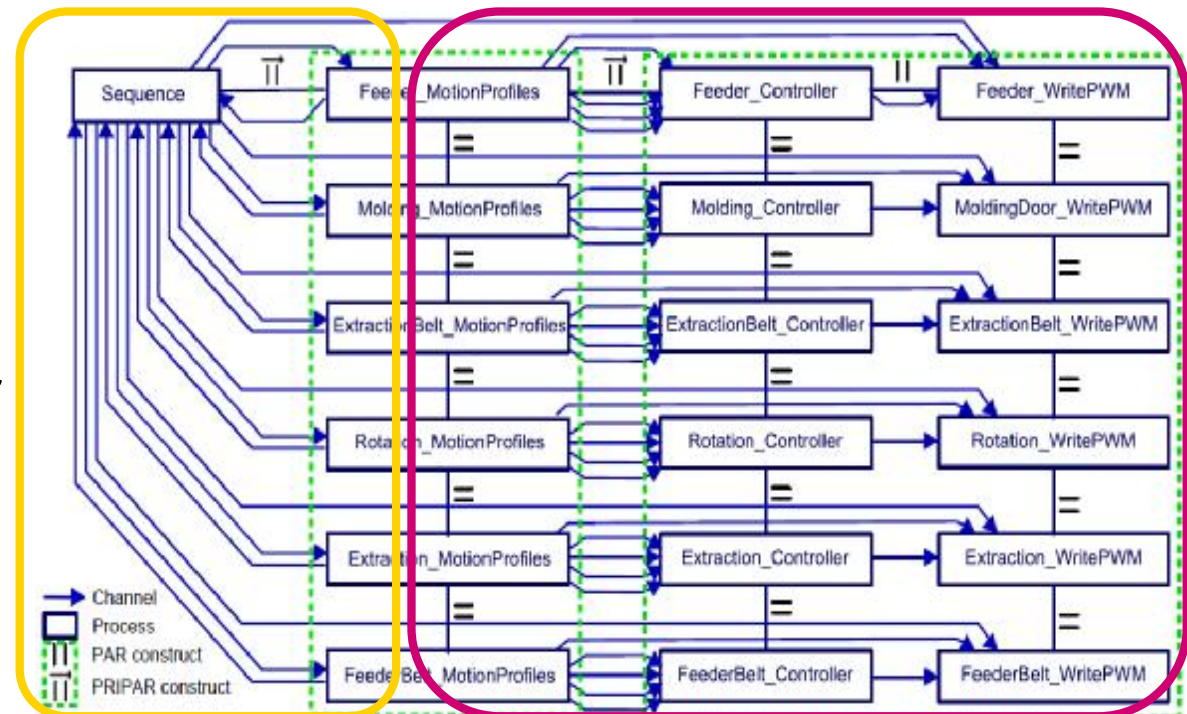 Sequence
Feeder_MotionProfiles
Feeder_Controller
Feeder_WritePWM
Molding_MotionProfiles
Molding_Controller
MoldingDoor_WritePWM
ExtractionBelt_MotionProfiles
ExtractionBelt_Controller
ExtractionBelt_WritePWM
Rotation_MotionProfiles
Rotation_Controller
Rotation_WritePWM
Extraction_MotionProfiles
Extraction_Controller
Extraction_WritePWM
Channel
Process
PAR construct
PRIPAR construct
FeederBelt_MotionProfiles
FeederBelt_Controller
FeederBelt_WritePWM